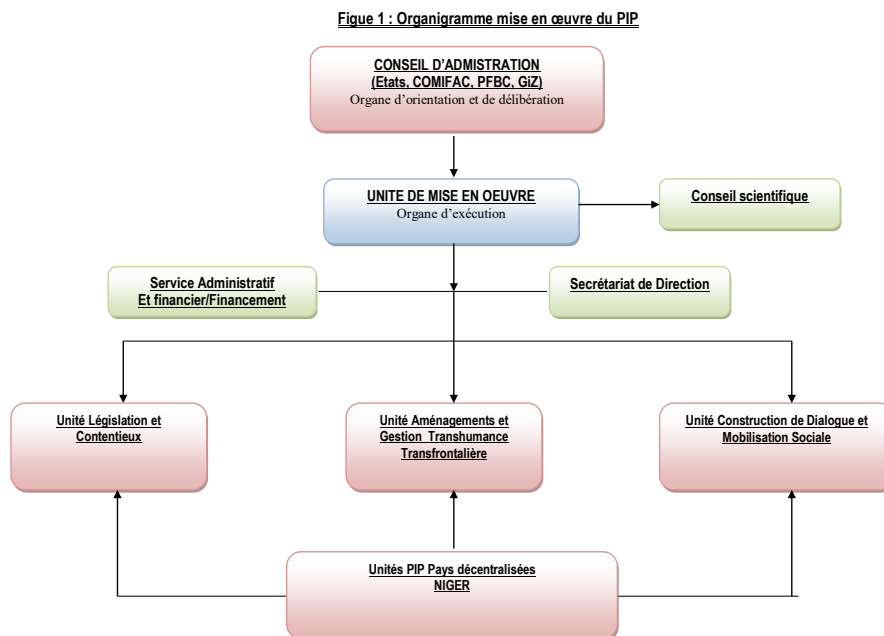 Figue 1 : Organigramme mise en œuvre du PIP
CONSEIL D'ADMISTRATION
(Etats, COMIFAC, PFBC, GiZ)
Organe d'orientation et de délibération
UNITE DE MISE EN OEUVRE
Organe d'exécution
Conseil scientifique
Service Administratif
Et financier/Financement
Secrétariat de Direction
Unité Législation et
Contentieux
Unité Aménagements et
Gestion Transhumance
Transfrontalière
Unité Construction de Dialogue et
Mobilisation Sociale
Unités PIP Pays décentralisées
NIGER